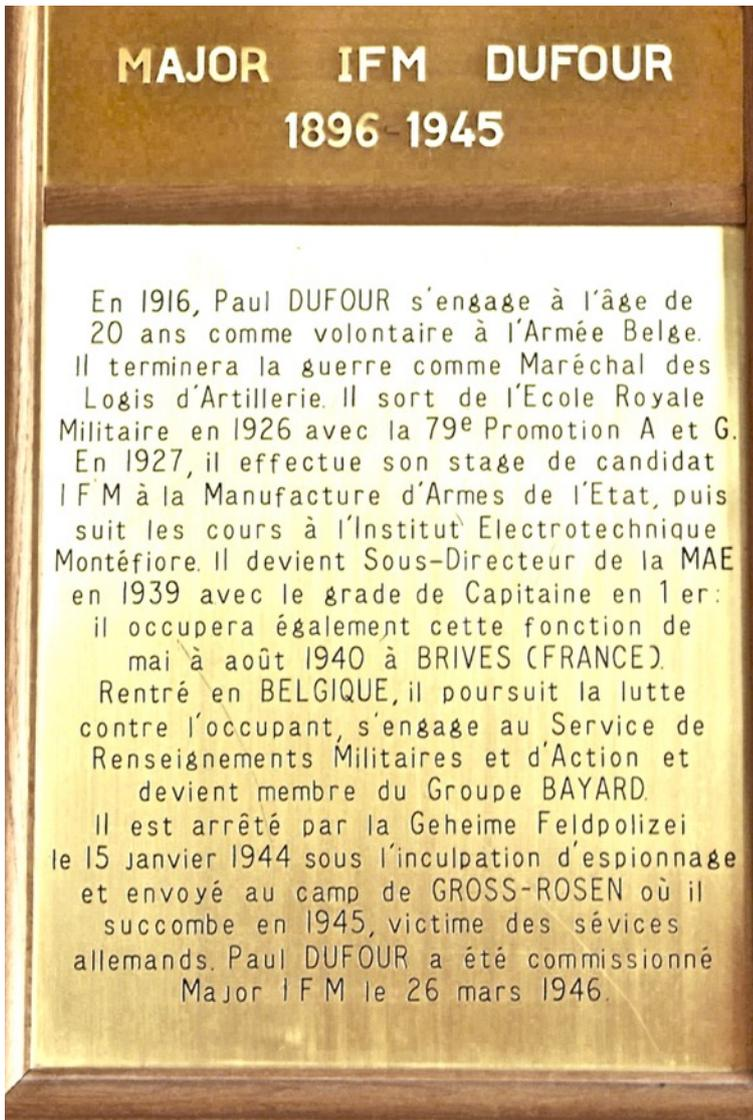 MAJOR IFM DUFOUR
1896-1945
En 1916, Paul DUFOUR s'engage à l'âge de
20 ans comme volontaire à l'Armée Belge.
Il terminera la guerre comme Maréchal des
Logis d'Artillerie. Il sort de l'Ecole Royale
Militaire en 1926 avec la 79e Promotion A et G.
En 1927, il effectue son stage de candidat
I F M à la Manufacture d'Armes de l'Etat, puis
suit les cours à l'Institut Electrotechnique
Montéfiore. Il devient Sous-Directeur de la MAE
en 1939 avec le grade de Capitaine en 1 er:
il occupera également cette fonction de
mai à août 1940 à BRIVES (FRANCE).
Rentré en BELGIQUE, il poursuit la lutte
contre l'occupant, s'engage au Service de
Renseignements Militaires et d'Action et
devient membre du Groupe BAYARD.
Il est arrêté par la Geheime Feldpolizei
le 15 Janvier 1944 sous l'inculpation d'espionnage
et envoyé au camp de GROSS-ROSEN où il
succombe en 1945, victime des sévices
allemands. Paul DUFOUR a été commissionné
Major I F M le 26 mars 1946.